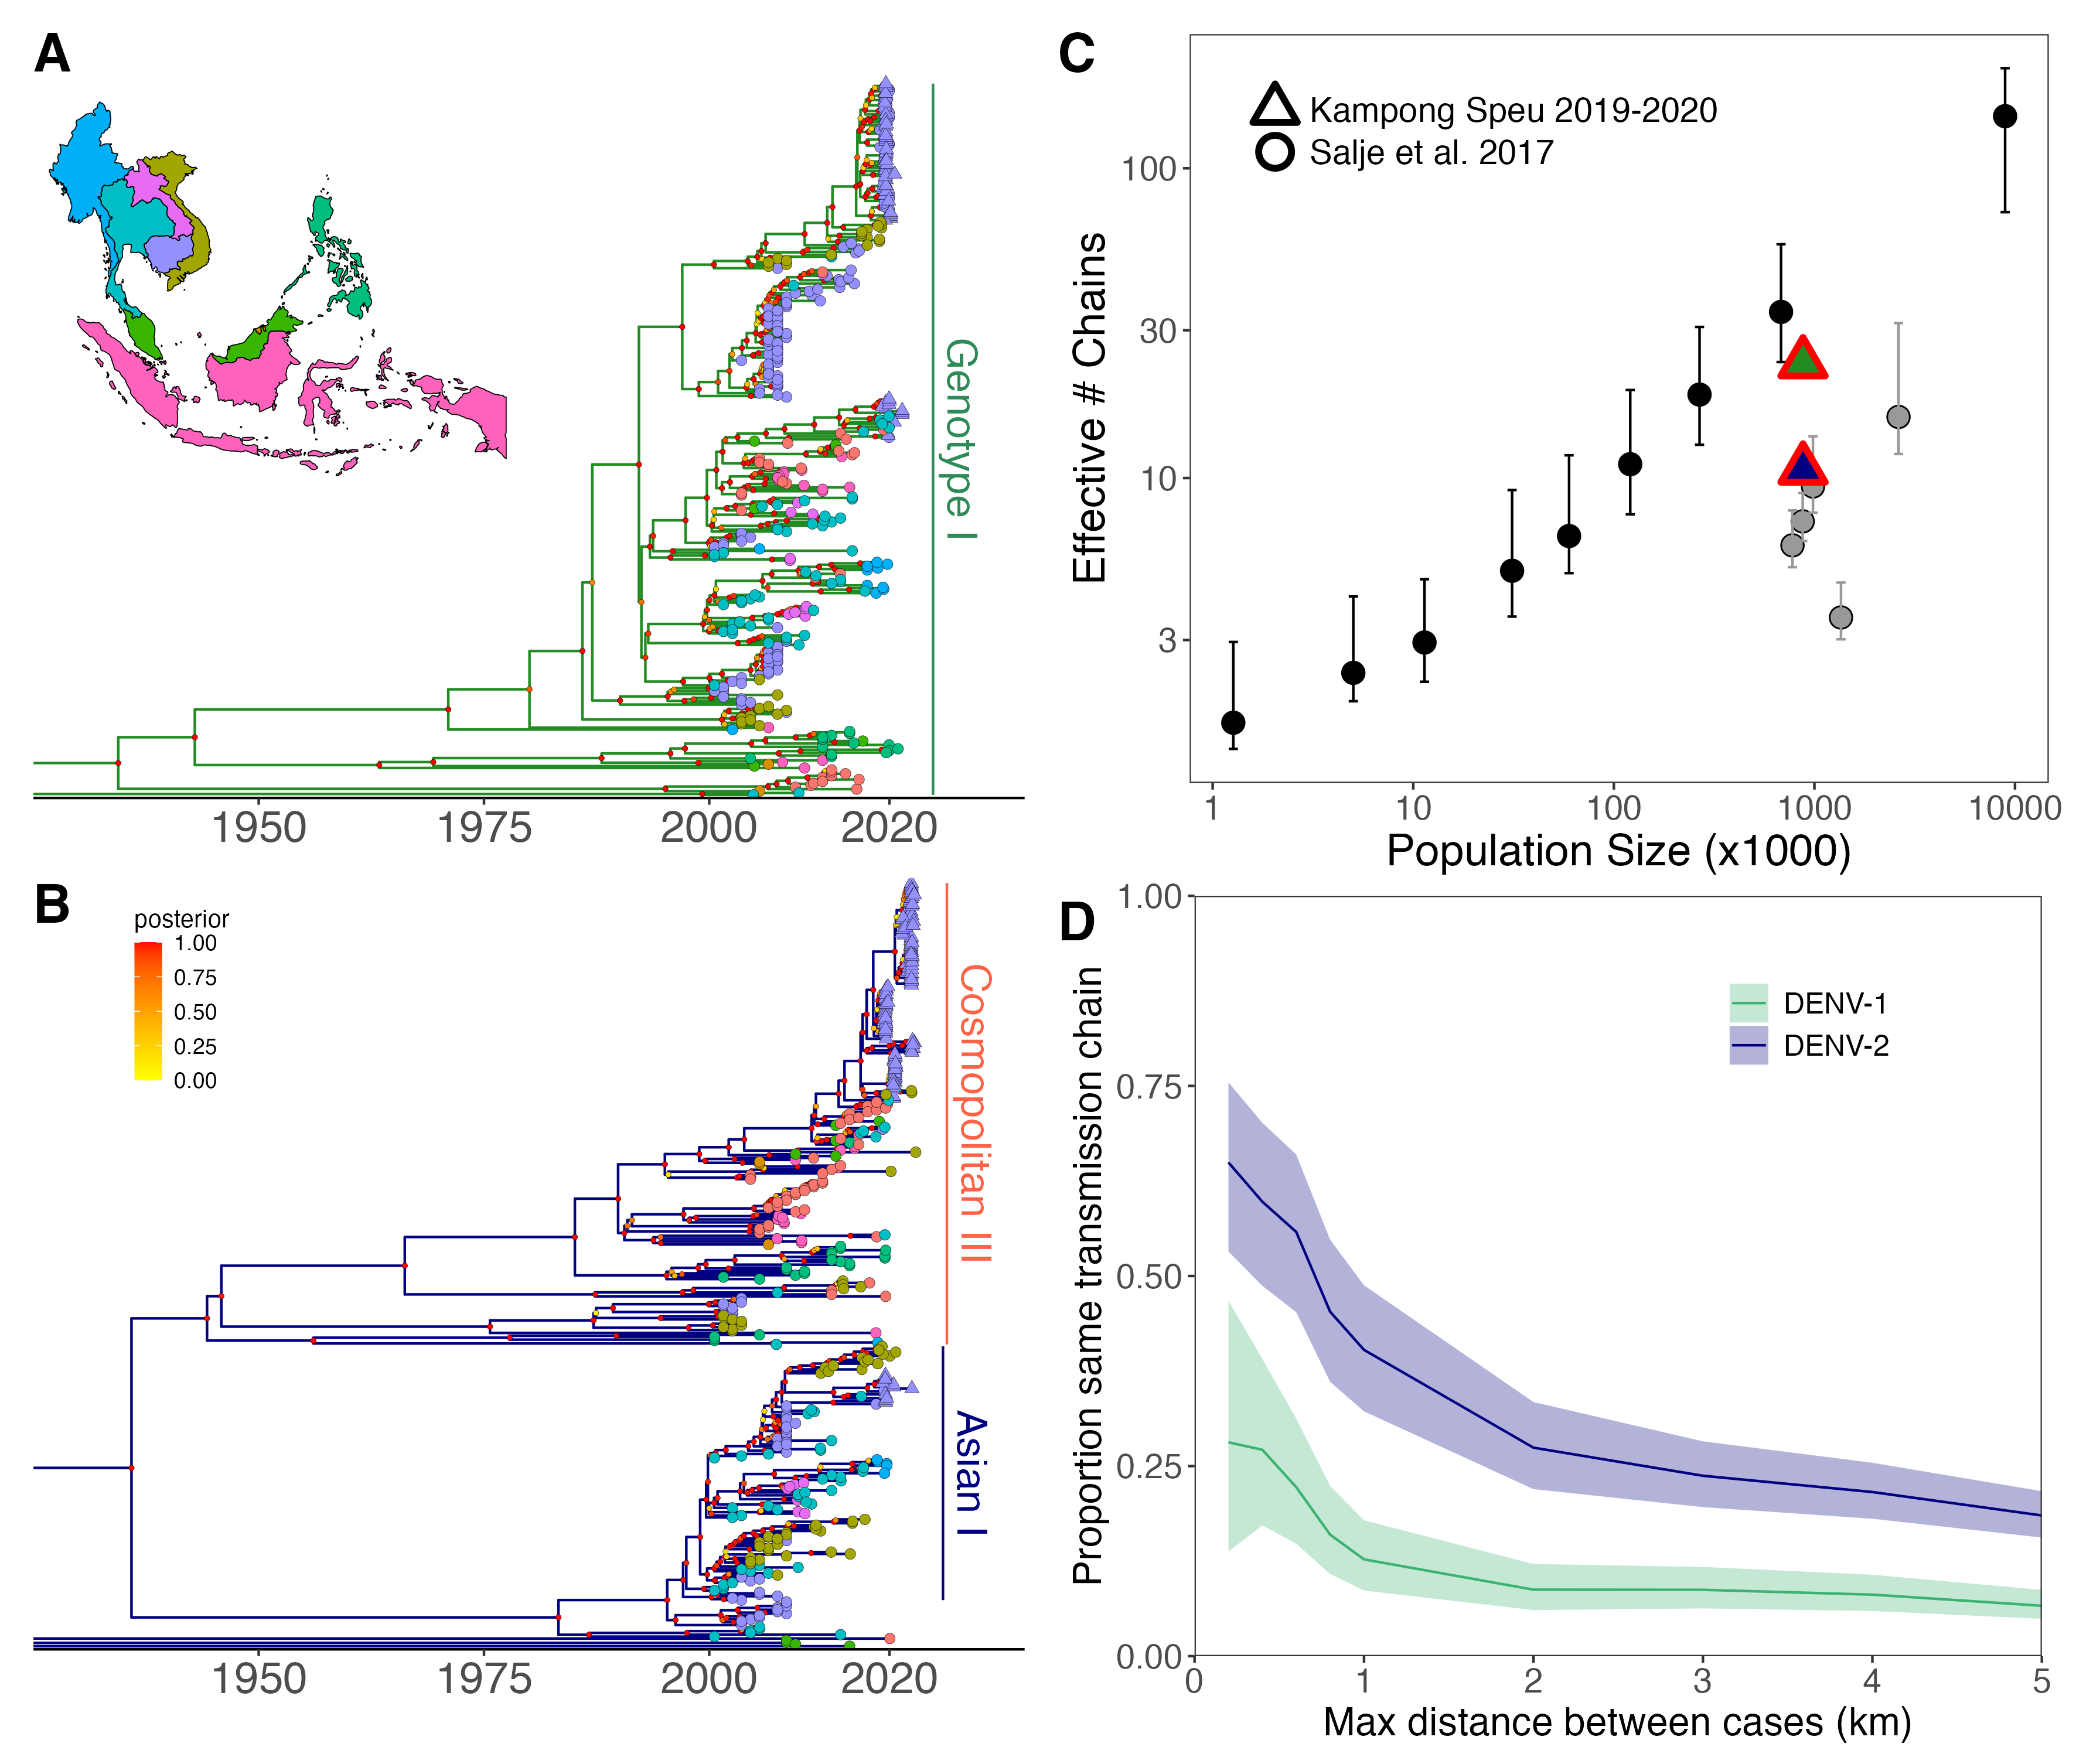 A
Genotype I
1950
1975
2000
2020
B
posterior
1.00
0.75
0.50
0.25
0.00
Cosmopolitan III
Asian I
1950
1975
2000
2020
C
Kampong Speu 2019-2020
Salje et al. 2017
Effective # Chains
100
30
10
3
1
10
100
1000
10000
Population Size (x1000)
D
DENV-1
DENV-2
Proportion same transmission chain
1.00
0.75
0.50
0.25
0.00
0
1
2
3
4
5
Max distance between cases (km)